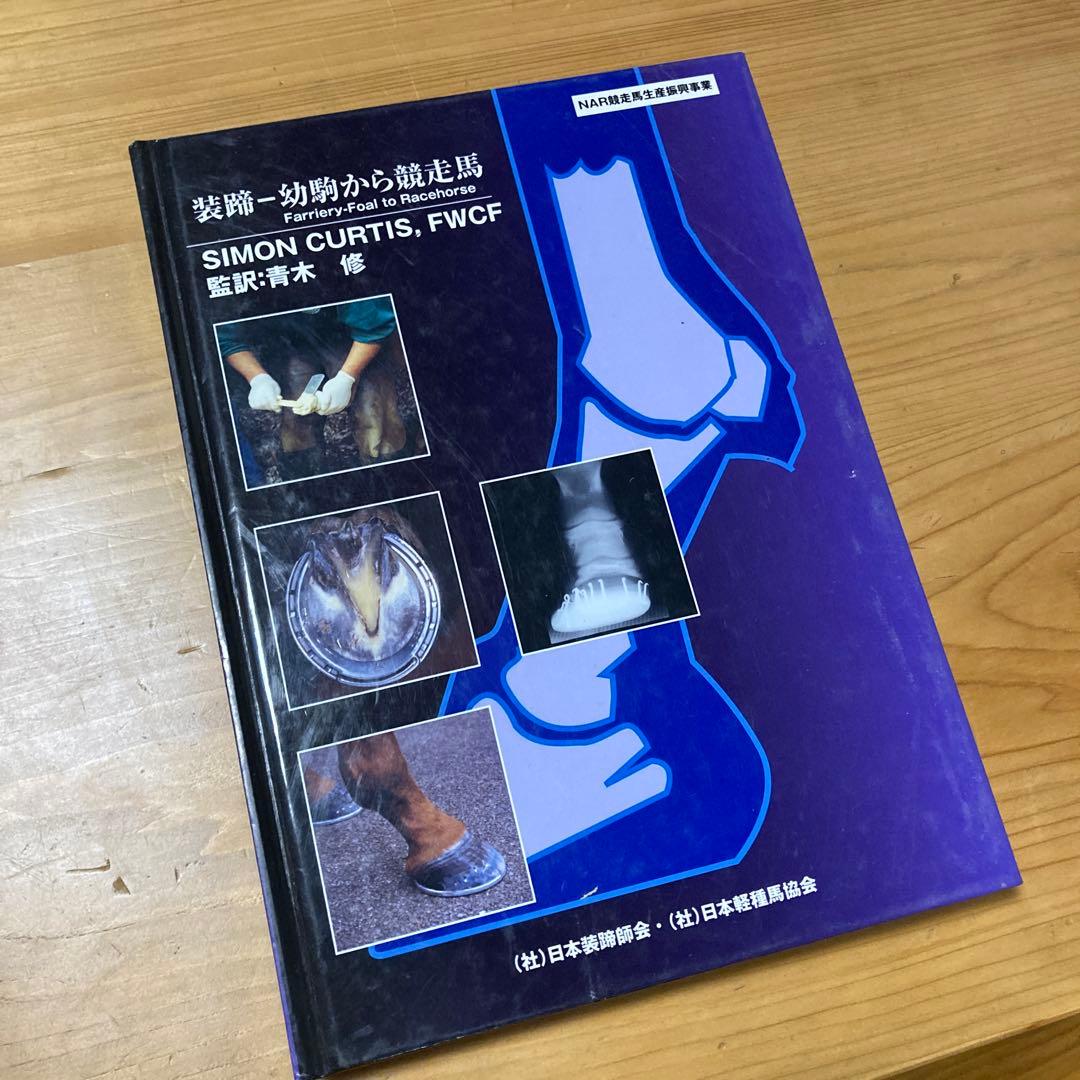 NAR競走馬生産振興事業
装蹄−幼駒から競走馬
Farriery-Foal to Racehorse
SIMON CURTIS, FWCF
監訳:青木 修
(社)日本装蹄師会・(社)日本軽種馬協会